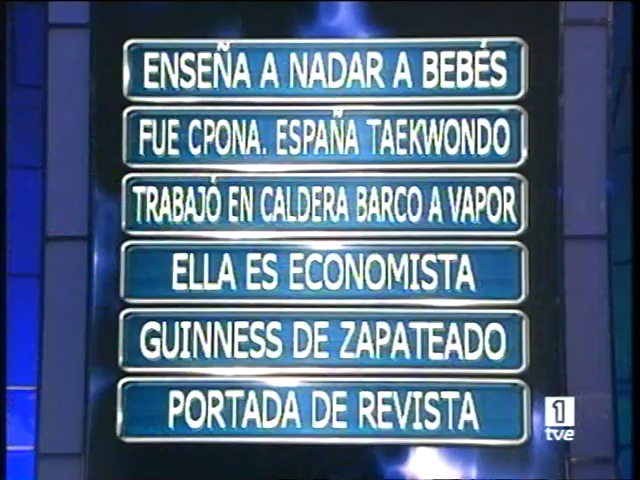 ENSEÑA A NADAR A BEBÉS
FUE CPONA. ESPAÑA TAEKWONDO
TRABAJÓ EN CALDERA BARCO A VAPOR
ELLA ES ECONOMISTA
GUINNESS DE ZAPATEADO
PORTADA DE REVISTA
1
tve